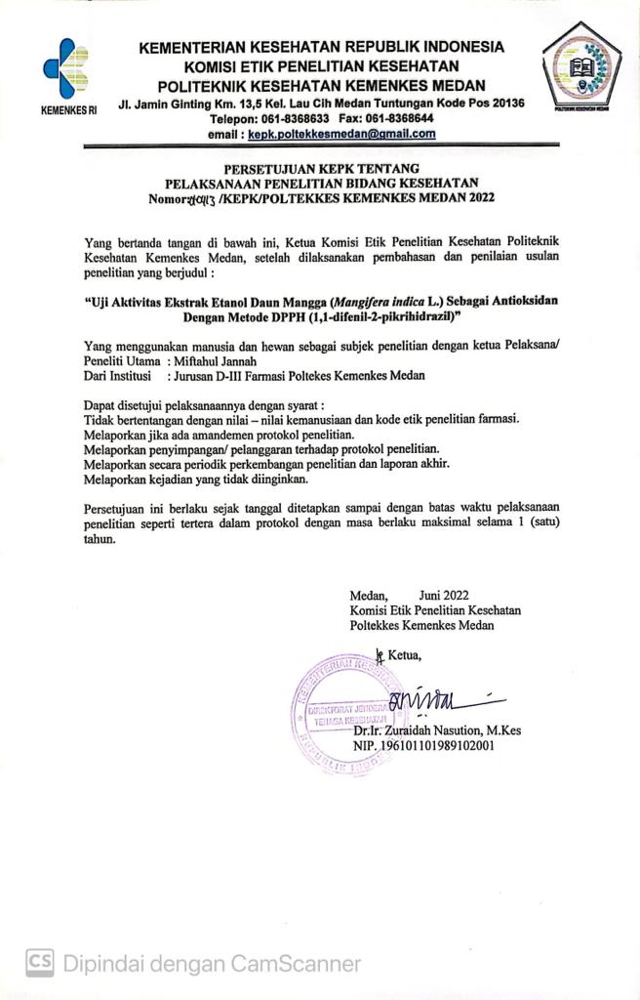 KEMENKES RI
KEMENTERIAN KESEHATAN REPUBLIK INDONESIA
KOMISI ETIK PENELITIAN KESEHATAN
POLITEKNIK KESEHATAN KEMENKES MEDAN
Jl. Jamin Ginting Km. 13,5 Kel. Lau Cih Medan Tuntungan Kode Pos 20136
Telepon: 061-8368633 Fax: 061-8368644
email : kepk.poltekkesmedan@gmail.com
POLITEKNIK KESEHATAN MEDAN
PERSETUJUAN KEPK TENTANG
PELAKSANAAN PENELITIAN BIDANG KESEHATAN
Nomor: /KEPK/POLTEKKES KEMENKES MEDAN 2022
Yang bertanda tangan di bawah ini, Ketua Komisi Etik Penelitian Kesehatan Politeknik
Kesehatan Kemenkes Medan, setelah dilaksanakan pembahasan dan penilaian usulan
penelitian yang berjudul :
“Uji Aktivitas Ekstrak Etanol Daun Mangga (Mangifera indica L.) Sebagai Antioksidan
Dengan Metode DPPH (1,1-difenil-2-pikrihidrazil)”
Yang menggunakan manusia dan hewan sebagai subjek penelitian dengan ketua Pelaksana/
Peneliti Utama : Miftahul Jannah
Dari Institusi : Jurusan D-III Farmasi Poltekes Kemenkes Medan
Dapat disetujui pelaksanaannya dengan syarat :
Tidak bertentangan dengan nilai – nilai kemanusiaan dan kode etik penelitian farmasi.
Melaporkan jika ada amandemen protokol penelitian.
Melaporkan penyimpangan/ pelanggaran terhadap protokol penelitian.
Melaporkan secara periodik perkembangan penelitian dan laporan akhir.
Melaporkan kejadian yang tidak diinginkan.
Persetujuan ini berlaku sejak tanggal ditetapkan sampai dengan batas waktu pelaksanaan
penelitian seperti tertera dalam protokol dengan masa berlaku maksimal selama 1 (satu)
tahun.
Medan, Juni 2022
Komisi Etik Penelitian Kesehatan
Poltekkes Kemenkes Medan
Ketua,
KEMENTERIAN KESEHATAN
DIREKTORAT JENDERAL
TENAGA KESEHATAN
REPUBLIK INDONESIA
Dr.Ir. Zuraidah Nasution, M.Kes
NIP. 196101101989102001
CS Dipindai dengan CamScanner